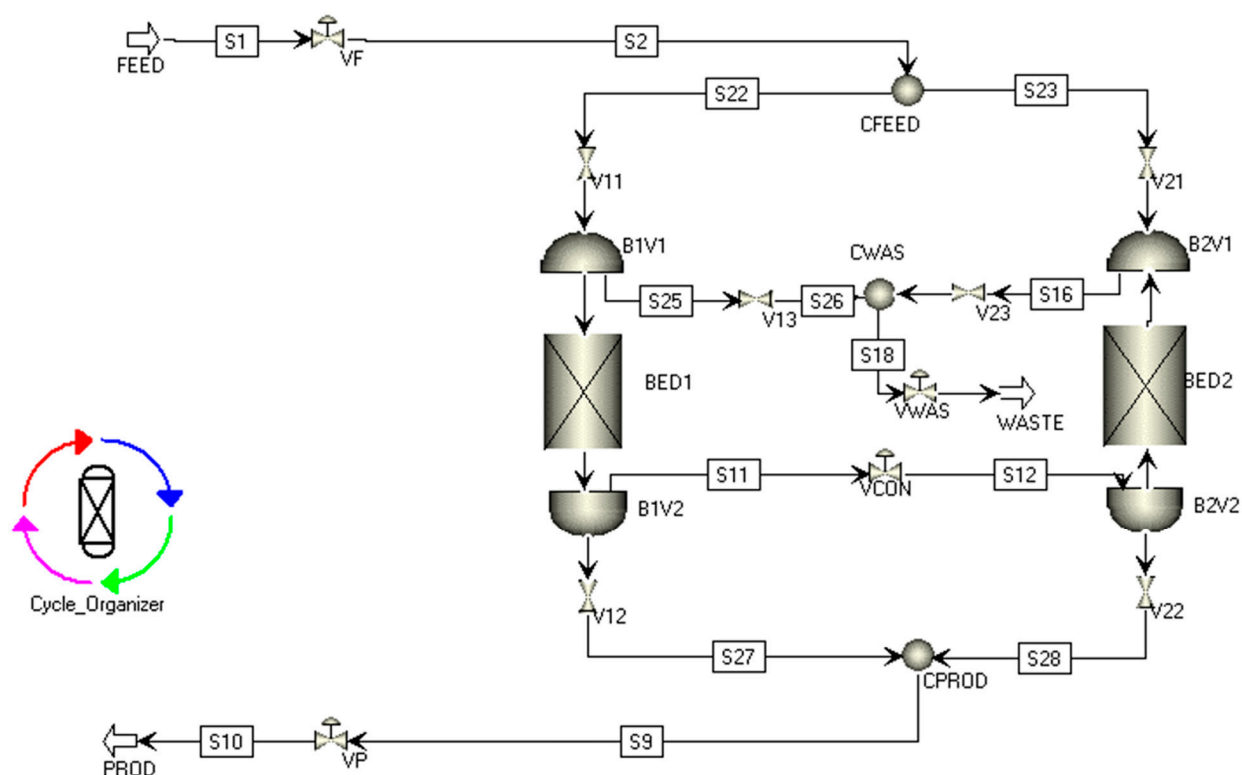 S1
S2
FEED
VF
S22
S23
CFEED
V11
V21
B1V1
CWAS
B2V1
S25
S26
S16
V13
V23
S18
BED1
BED2
VWAS
WASTE
S11
S12
VCON
B1V2
B2V2
Cycle_Organizer
V12
V22
S27
S28
CPROD
S10
S9
PROD
VP